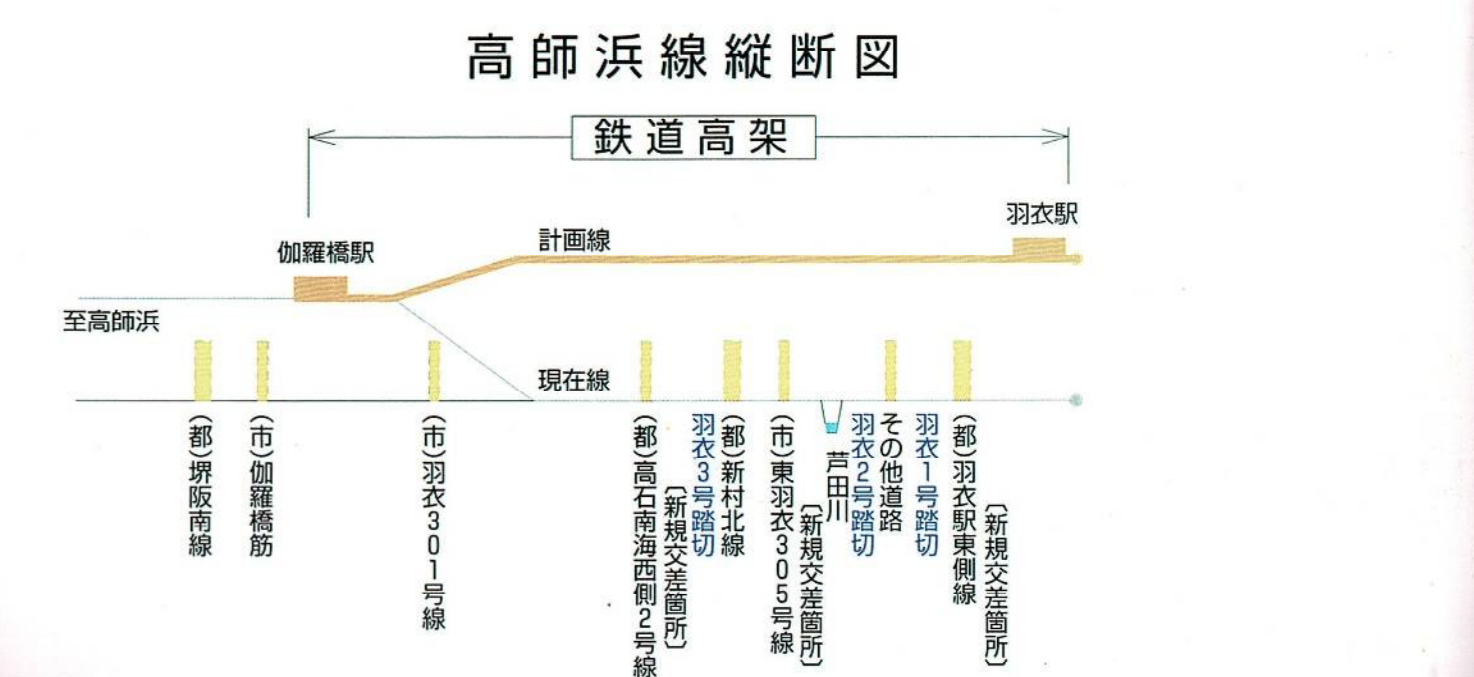 高師浜線縦断図
鉄道高架
羽衣駅
計画線
伽羅橋駅
至高師浜
現在線
(都)堺阪南線
(市)伽羅橋筋
(市)羽衣301号線
(都)高石南海西側2号線
〔新規交差箇所〕
羽衣3号踏切
(都)新村北線
(市)東羽衣305号線
〔新規交差箇所〕
芦田川
羽衣2号踏切
その他道路
羽衣1号踏切
(都)羽衣駅東側線
〔新規交差箇所〕